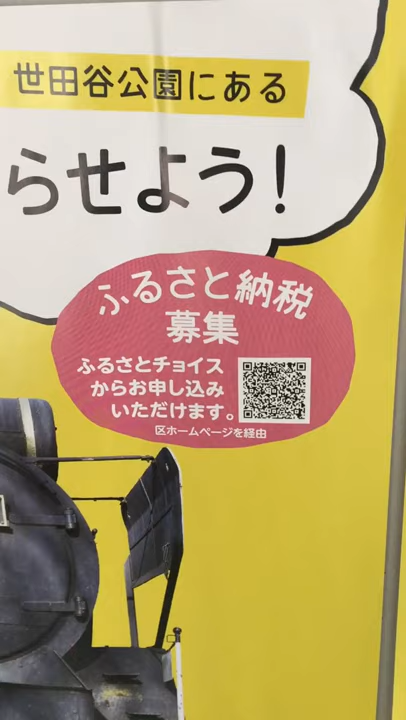 世田谷公園にある
らせよう!
ふるさと納税
募集
ふるさとチョイス
からお申し込み
いただけます。
区ホームページを経由